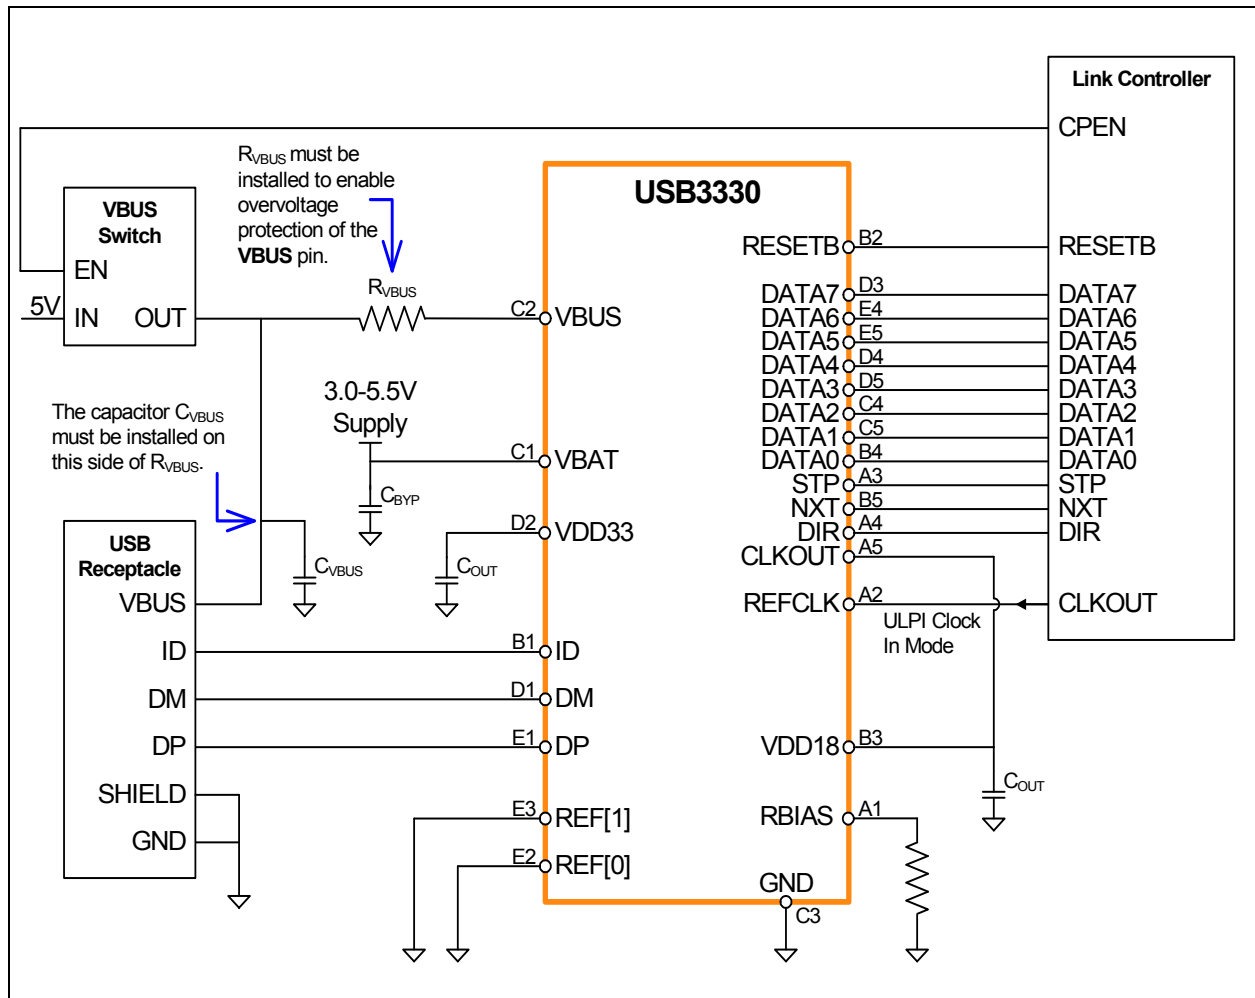 Link Controller
CPEN
RESETB
DATA7
DATA6
DATA5
DATA4
DATA3
DATA2
DATA1
DATA0
STP
NXT
DIR
CLKOUT
VBUS
Switch
EN
5V
IN
OUT
RVBUS must be
installed to enable
overvoltage
protection of the
VBUS pin.
RVBUS
The capacitor CVBUS
must be installed on
this side of RVBUS.
3.0-5.5V
Supply
CBYP
COUT
CVBUS
USB
Receptacle
VBUS
ID
DM
DP
SHIELD
GND
USB3330
C2
VBUS
C1
VBAT
D2
VDD33
B1
ID
D1
DM
E1
DP
E3
REF[1]
E2
REF[0]
RESETB
B2
DATA7
D3
DATA6
E4
DATA5
E5
DATA4
D4
DATA3
D5
DATA2
C4
DATA1
C5
DATA0
B4
STP
A3
NXT
B5
DIR
A4
CLKOUT
A5
REFCLK
A2
ULPI Clock
In Mode
VDD18
B3
COUT
RBIAS
A1
GND
C3